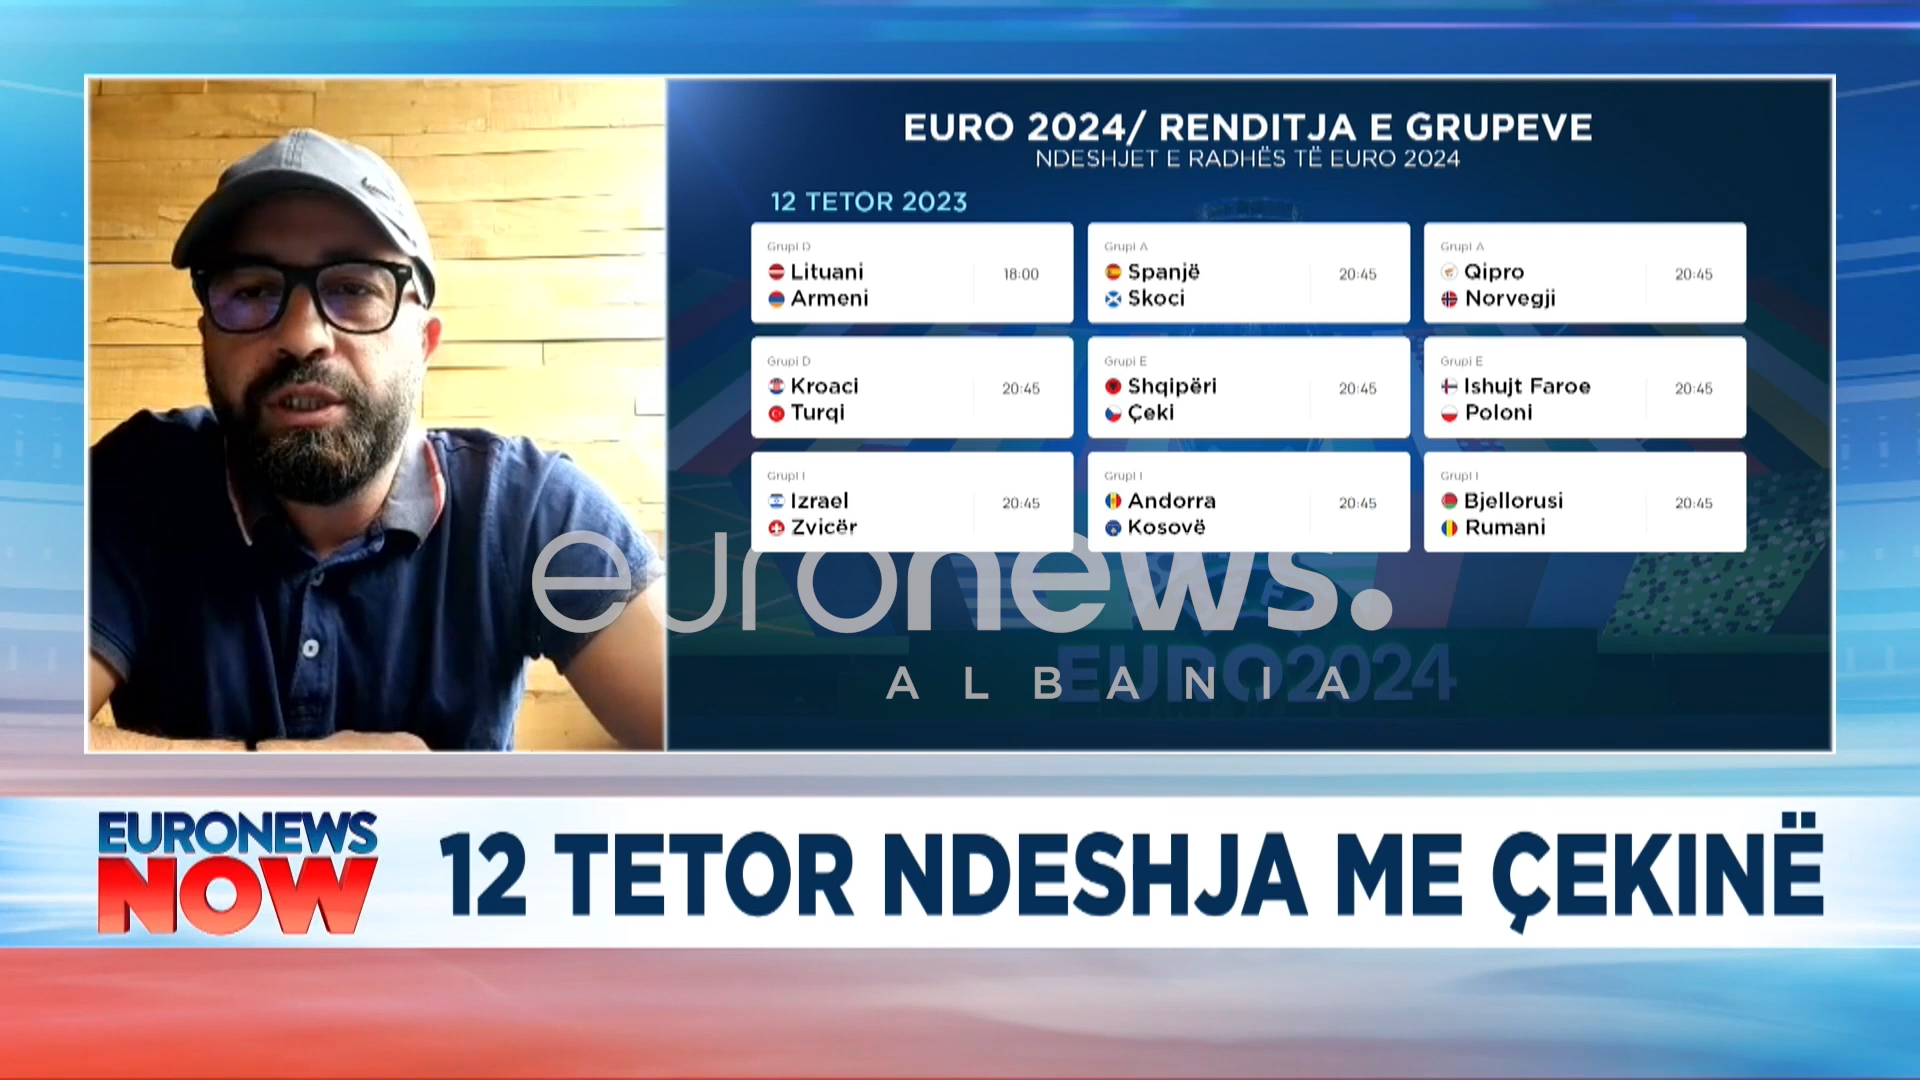 EURO 2024/ RENDITJA E GRUPEVE
NDESHJET E RADHËS TË EURO 2024
12 TETOR 2023
Grupi D
Lituani
Armeni
18:00
Grupi A
Spanjë
Skoci
20:45
Grupi A
Qipro
Norvegji
20:45
Grupi D
Kroaci
Turqi
20:45
Grupi E
Shqipëri
Çeki
20:45
Grupi E
Ishujt Faroe
Poloni
20:45
Grupi I
Izrael
Zvicër
20:45
Grupi I
Andorra
Kosovë
20:45
Grupi I
Bjellorusi
Rumani
20:45
euronews.
ALBANIA
EURO2024
EURONEWS
NOW
12 TETOR NDESHJA ME ÇEKINË